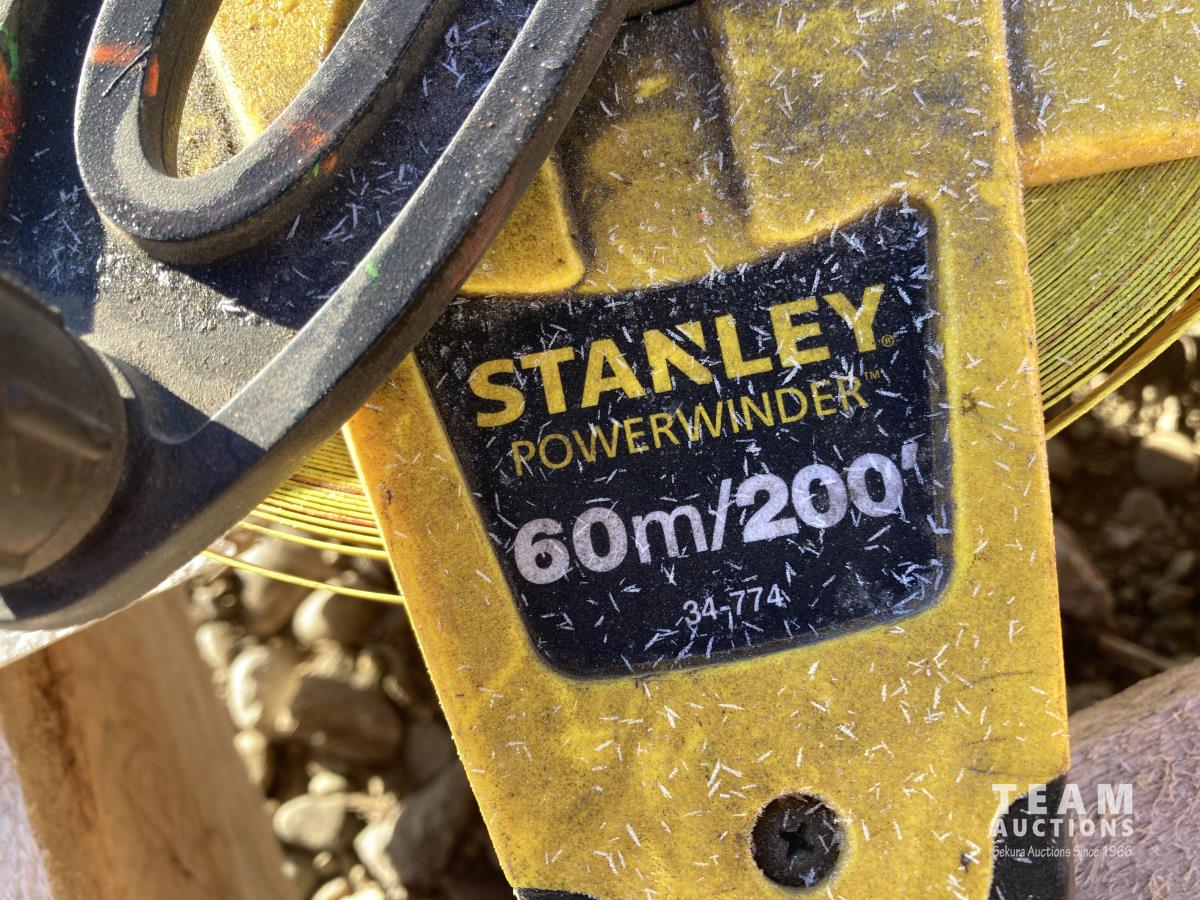 STANLEY®
POWERWINDER™
60m/200'
34-774
TEAM
AUCTIONS
Sekura Auctions Since 1966